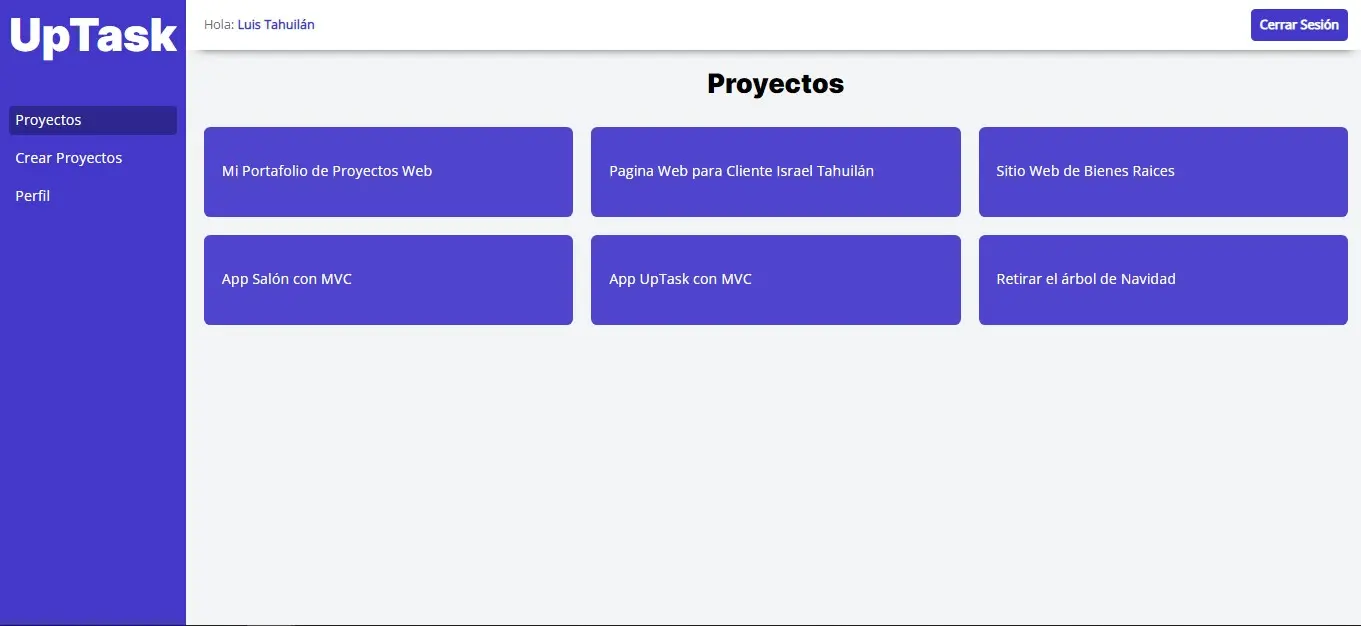 UpTask
Hola: Luis Tahuilán
Cerrar Sesión
Proyectos
Crear Proyectos
Perfil
Proyectos
Mi Portafolio de Proyectos Web
Pagina Web para Cliente Israel Tahuilán
Sitio Web de Bienes Raices
App Salón con MVC
App UpTask con MVC
Retirar el árbol de Navidad